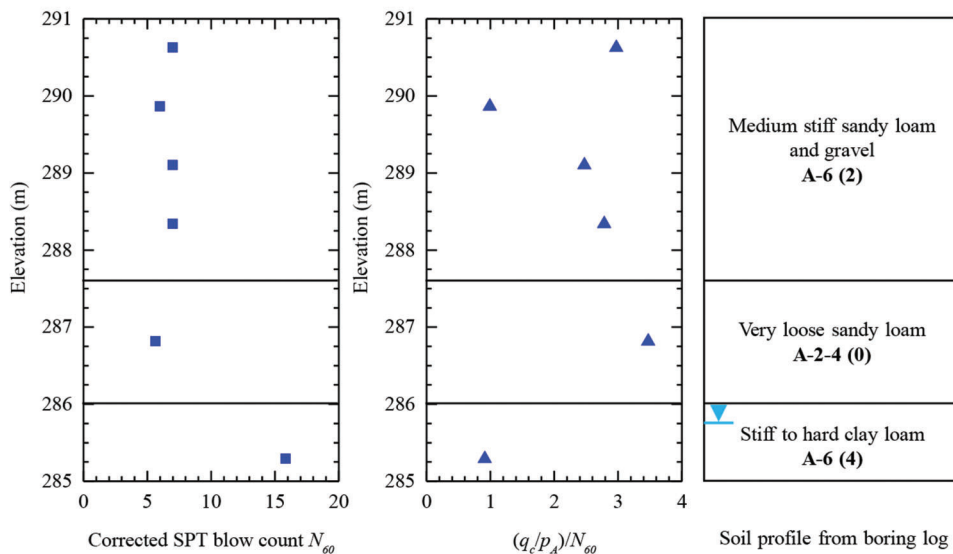 291
290
289
288
287
286
285
Elevation (m)
0
5
10
15
20
Corrected SPT blow count N60
291
290
289
288
287
286
285
Elevation (m)
0
1
2
3
4
(qc/pA)/N60
Medium stiff sandy loam
and gravel
A-6 (2)
Very loose sandy loam
A-2-4 (0)
Stiff to hard clay loam
A-6 (4)
Soil profile from boring log